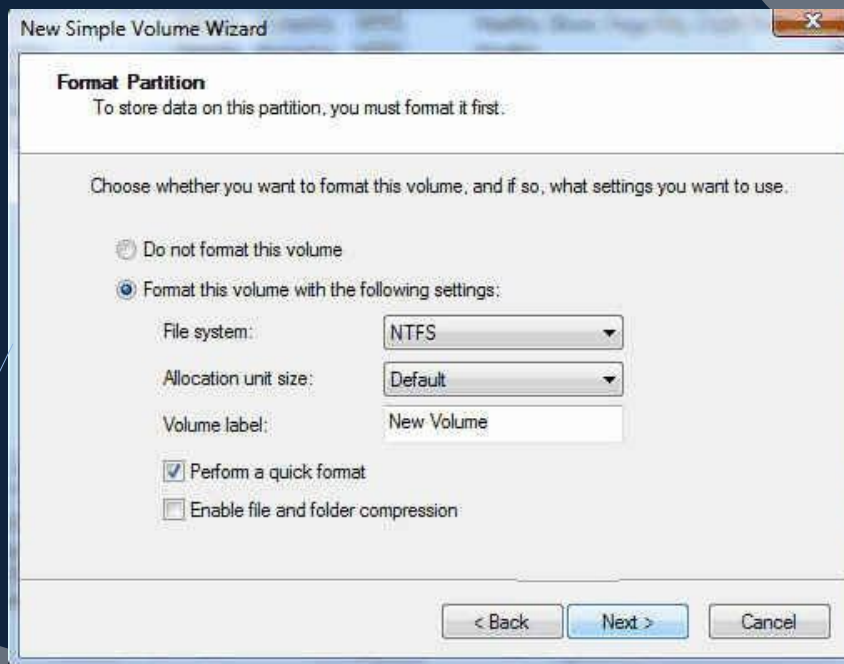 New Simple Volume Wizard
Format Partition
To store data on this partition, you must format it first.
Choose whether you want to format this volume, and if so, what settings you want to use.
Do not format this volume
Format this volume with the following settings:
File system: NTFS
Allocation unit size: Default
Volume label: New Volume
Perform a quick format
Enable file and folder compression
< Back Next > Cancel